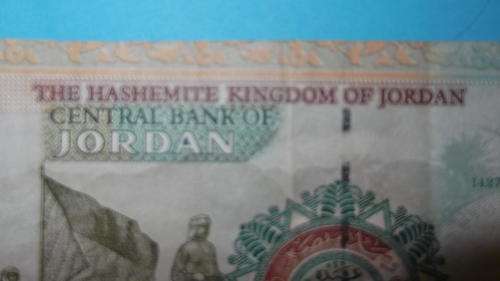 THE HASHEMITE KINGDOM OF JORDAN
CENTRAL BANK OF
JORDAN